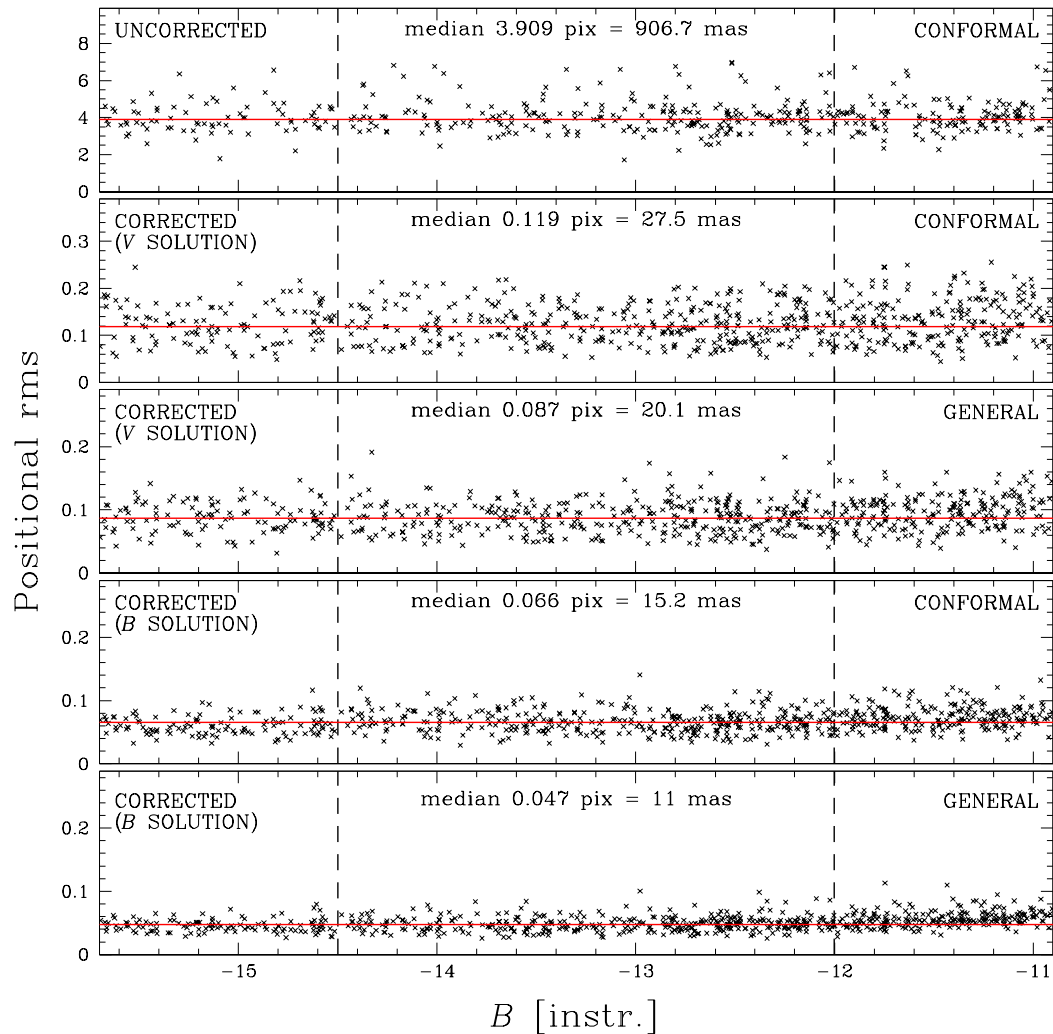 UNCORRECTED median 3.909 pix = 906.7 mas CONFORMAL
8
6
4
2
0
CORRECTED median 0.119 pix = 27.5 mas CONFORMAL
(V SOLUTION)
0.3
0.2
0.1
0
CORRECTED median 0.087 pix = 20.1 mas GENERAL
(V SOLUTION)
0.2
0.1
0
CORRECTED median 0.066 pix = 15.2 mas CONFORMAL
(B SOLUTION)
0.2
0.1
0
CORRECTED median 0.047 pix = 11 mas GENERAL
(B SOLUTION)
0.2
0.1
0
Positional rms
−15 −14 −13 −12 −11
B [instr.]